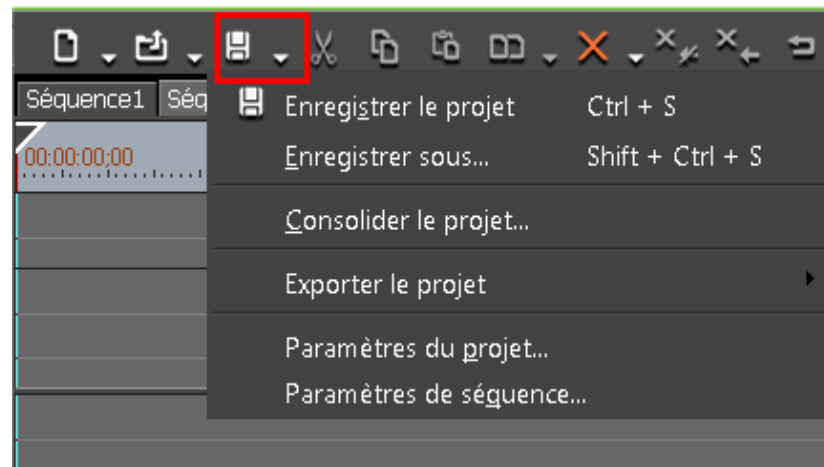 Séquence1 Séq
00:00:00;00
Enregistrer le projet Ctrl + S
Enregistrer sous... Shift + Ctrl + S
Consolider le projet...
Exporter le projet
Paramètres du projet...
Paramètres de séquence...